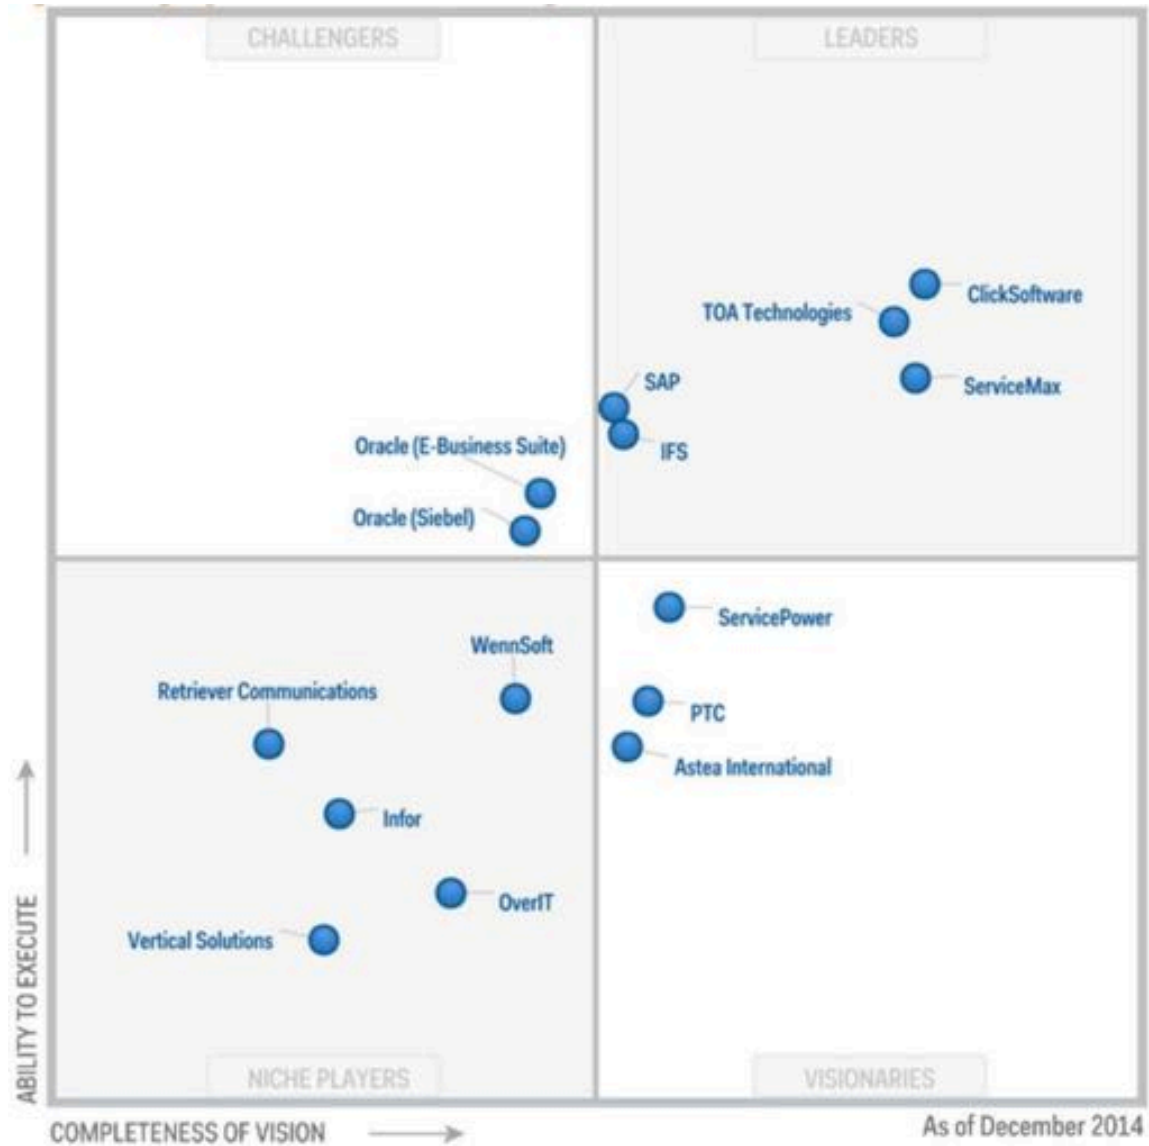 CHALLENGERS
LEADERS
ClickSoftware
TOA Technologies
ServiceMax
SAP
Oracle (E-Business Suite)
IFS
Oracle (Siebel)
ServicePower
WennSoft
Retriever Communications
PTC
Astea International
Infor
OverIT
Vertical Solutions
ABILITY TO EXECUTE
NICHE PLAYERS
VISIONARIES
COMPLETENESS OF VISION
As of December 2014